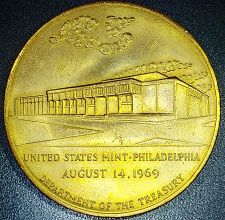 UNITED STATES MINT·PHILADELPHIA
AUGUST 14, 1969
DEPARTMENT OF THE TREASURY